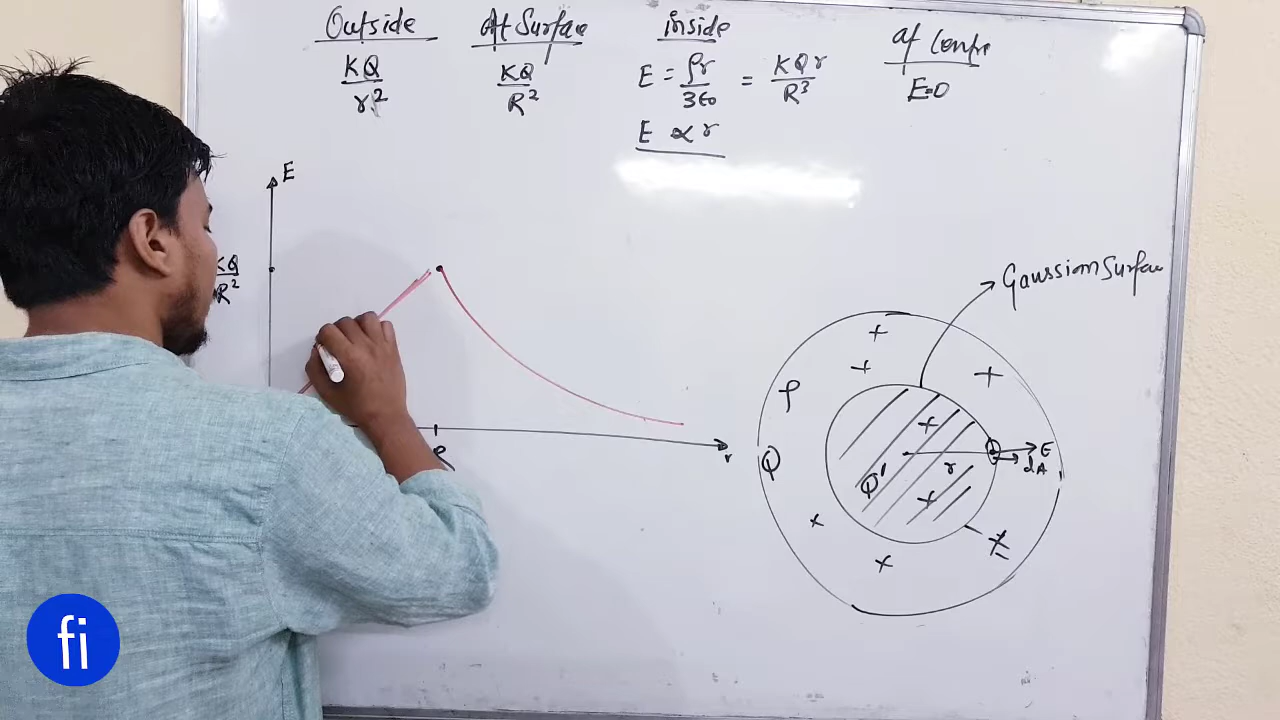 Outside
KQ
r²
At Surface
KQ
R²
inside
E = ρr = KQr
3ε₀ R³
E ∝ r
at Centre
E=0
E
KQ
R²
R
r
Gaussion Surface
ρ
Q
Q'
r
E
dA
fi